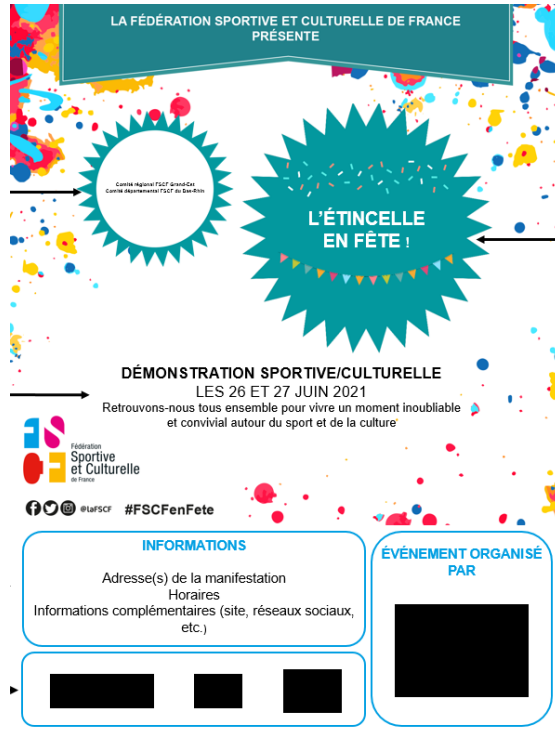 LA FÉDÉRATION SPORTIVE ET CULTURELLE DE FRANCE
PRÉSENTE
Comité régional FSCF Grand-Est
Comité départemental FSCF du Bas-Rhin
L'ÉTINCELLE
EN FÊTE !
DÉMONSTRATION SPORTIVE/CULTURELLE
LES 26 ET 27 JUIN 2021
Retrouvons-nous tous ensemble pour vivre un moment inoubliable
et convivial autour du sport et de la culture
FS
CF
Fédération
Sportive
et Culturelle
de France
@LaFSCF #FSCFenFete
INFORMATIONS
Adresse(s) de la manifestation
Horaires
Informations complémentaires (site, réseaux sociaux,
etc.)
ÉVÉNEMENT ORGANISÉ
PAR